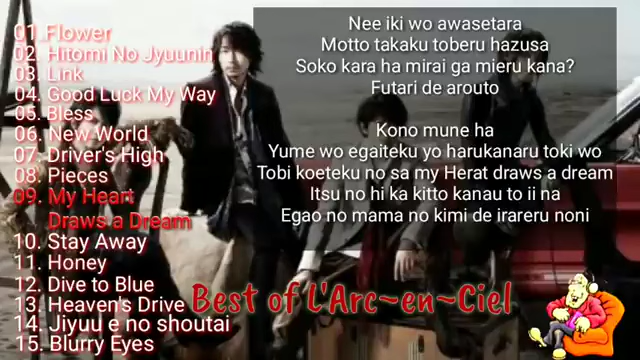 01.Flower
02. Hitomi No Jyuunin
03. Link
04. Good Luck My Way
05. Bless
06. New World
07. Driver's High
08. Pieces
09. My Heart
Draws a Dream
10. Stay Away
11. Honey
12. Dive to Blue
13. Heaven's Drive
14. Jiyuu e no shoutai
15. Blurry Eyes
Nee iki wo awasetara
Motto takaku toberu hazusa
Soko kara ha mirai ga mieru kana?
Futari de arouto
Kono mune ha
Yume wo egaiteku yo harukanaru toki wo
Tobi koeteku no sa my Herat draws a dream
Itsu no hi ka kitto kanau to ii na
Egao no mama no kimi de irareru noni
Best of L'Arc~en~Ciel